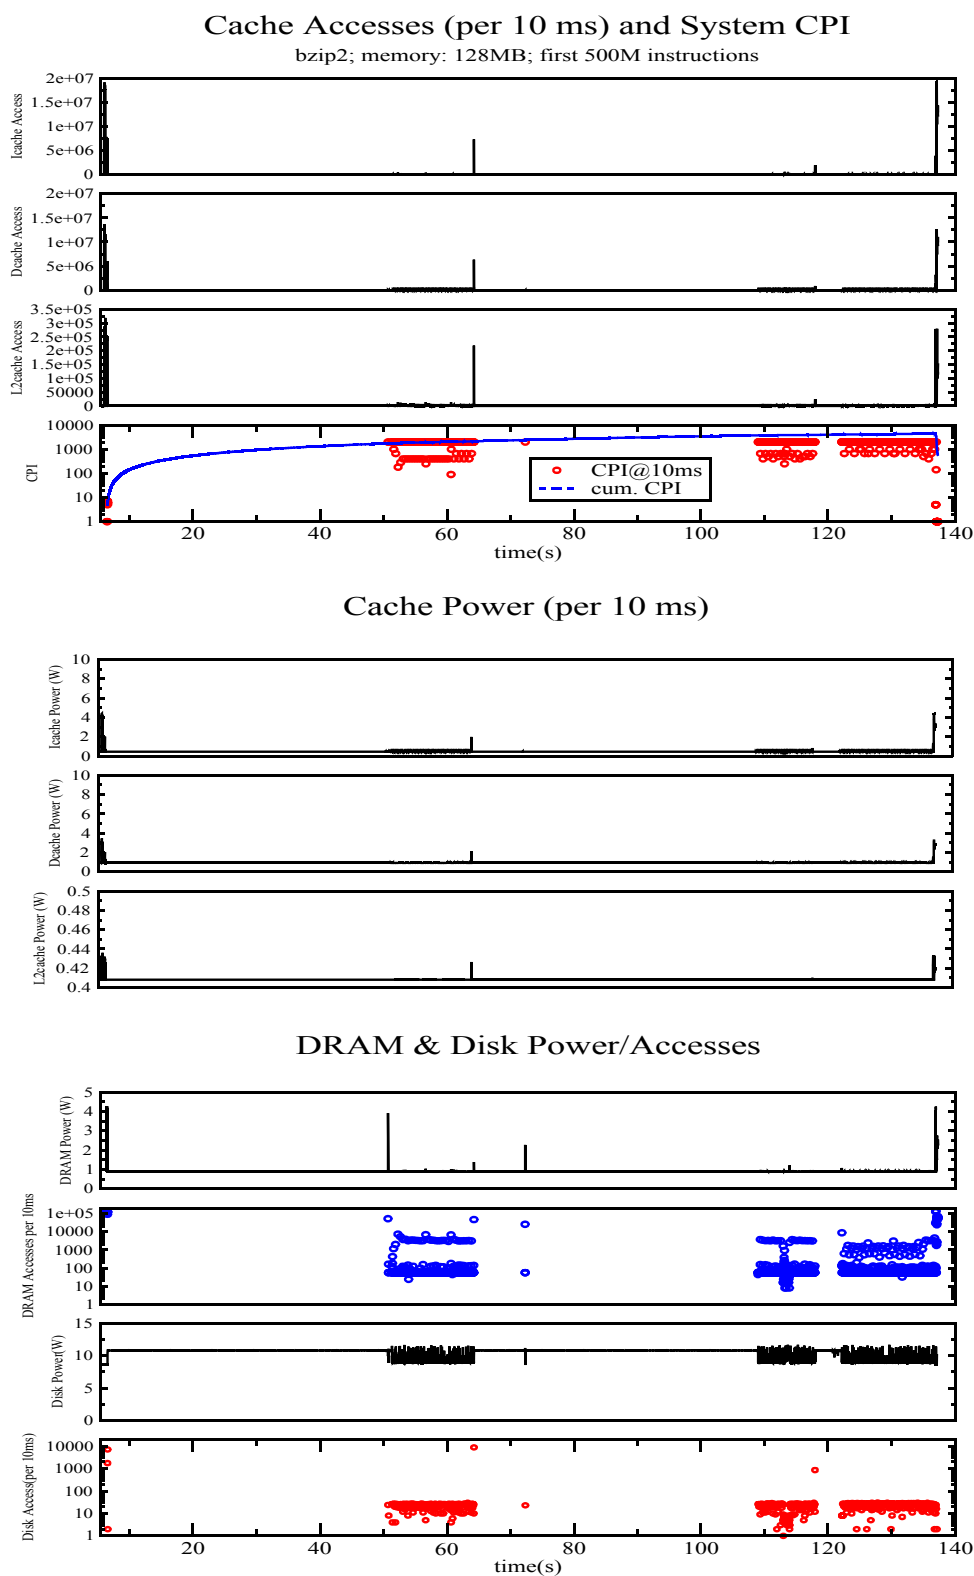 Cache Accesses (per 10 ms) and System CPI
bzip2; memory: 128MB; first 500M instructions
Icache Access
2e+07
1.5e+07
1e+07
5e+06
0
Dcache Access
2e+07
1.5e+07
1e+07
5e+06
0
L2cache Access
3.5e+05
3e+05
2.5e+05
2e+05
1.5e+05
1e+05
50000
0
CPI
10000
1000
100
10
1
CPI@10ms
cum. CPI
20 40 60 80 100 120 140
time(s)
Cache Power (per 10 ms)
Icache Power (W)
10
8
6
4
2
0
Dcache Power (W)
10
8
6
4
2
0
L2cache Power (W)
0.5
0.48
0.46
0.44
0.42
0.4
DRAM & Disk Power/Accesses
DRAM Power (W)
5
4
3
2
1
0
DRAM Accesses per 10ms
1e+05
10000
1000
100
10
1
Disk Power(W)
15
10
5
0
Disk Access(per 10ms)
10000
1000
100
10
1
20 40 60 80 100 120 140
time(s)